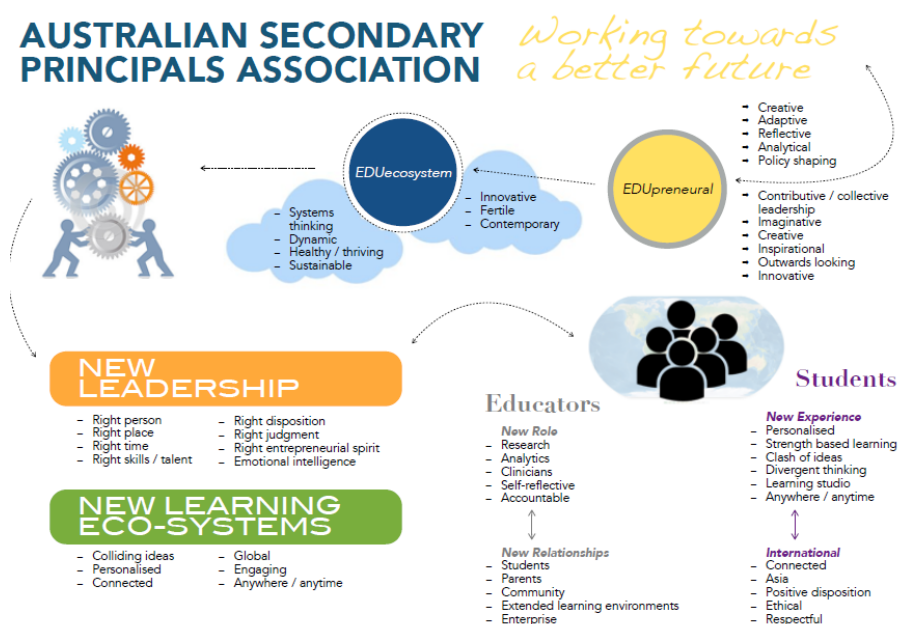 AUSTRALIAN SECONDARY
PRINCIPALS ASSOCIATION
Working towards
a better future
EDUecosystem
– Systems
thinking
– Dynamic
– Healthy / thriving
– Sustainable
– Innovative
– Fertile
– Contemporary
EDUpreneural
➞ Creative
➞ Adaptive
➞ Reflective
➞ Analytical
➞ Policy shaping
➞ Contributive / collective
leadership
➞ Imaginative
➞ Creative
➞ Inspirational
➞ Outwards looking
➞ Innovative
NEW
LEADERSHIP
– Right person
– Right place
– Right time
– Right skills / talent
– Right disposition
– Right judgment
– Right entrepreneurial spirit
– Emotional intelligence
NEW LEARNING
ECO-SYSTEMS
– Colliding ideas
– Personalised
– Connected
– Global
– Engaging
– Anywhere / anytime
Educators
New Role
– Research
– Analytics
– Clinicians
– Self-reflective
– Accountable
New Relationships
– Students
– Parents
– Community
– Extended learning environments
– Enterprise
Students
New Experience
– Personalised
– Strength based learning
– Clash of ideas
– Divergent thinking
– Learning studio
– Anywhere / anytime
International
– Connected
– Asia
– Positive disposition
– Ethical
– Respectful